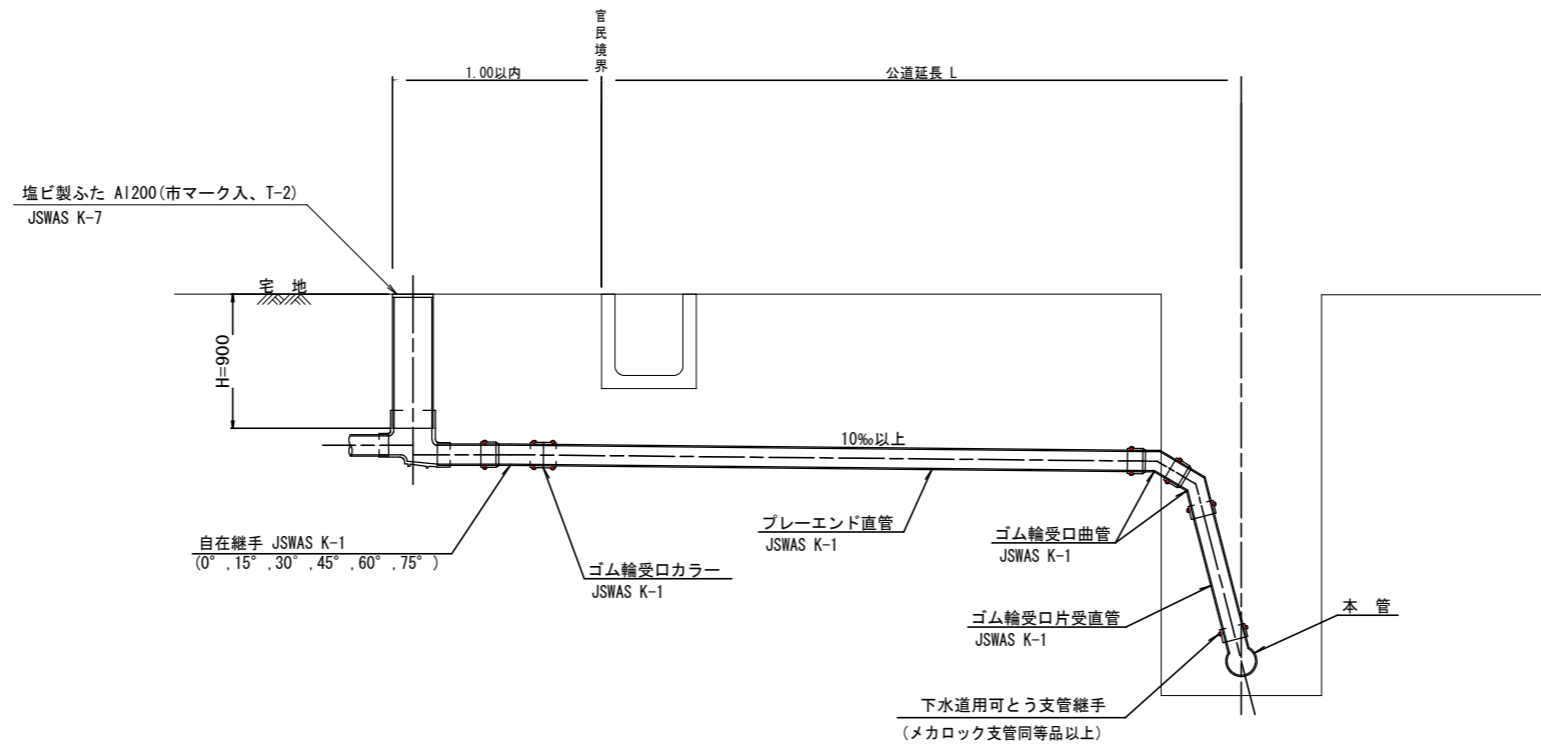 官民境界
1.00以内
公道延長 L
塩ビ製ふた AI200(市マーク入、T-2)
JSWAS K-7
宅 地
H=900
10‰以上
自在継手 JSWAS K-1
(0°,15°,30°,45°,60°,75°)
ゴム輪受口カラー
JSWAS K-1
プレーエンド直管
JSWAS K-1
ゴム輪受口曲管
JSWAS K-1
ゴム輪受口片受直管
JSWAS K-1
本 管
下水道用可とう支管継手
(メカロック支管同等品以上)